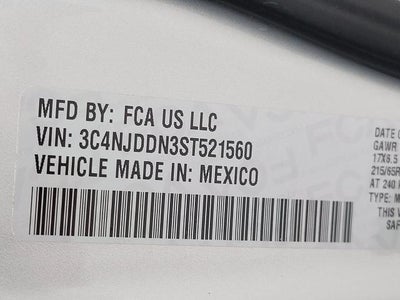 MFD BY: FCA US LLC
VIN: 3C4NJDDN3ST521560
VEHICLE MADE IN: MEXICO
DATE O
GAWR
17X6.5
215/65R
AT 240
TYPE: M
THIS V
SAF